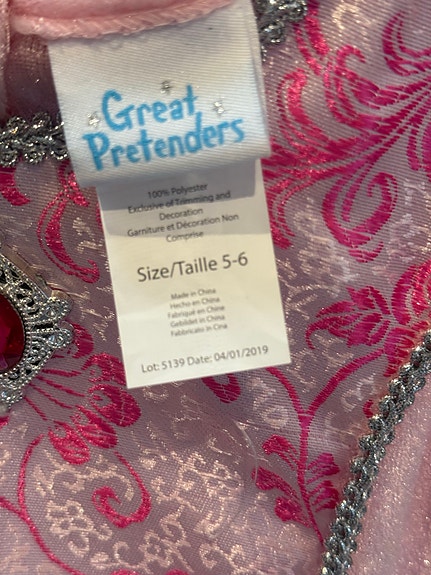 Great
Pretenders
100% Polyester
Exclusive of Trimming and
Decoration
Garniture et Décoration Non
Comprise
Size/Taille 5-6
Made in China
Hecho en China
Fabriqué en Chine
Gebildet in China
Fabbricato in Cina
Lot: 5139 Date: 04/01/2019